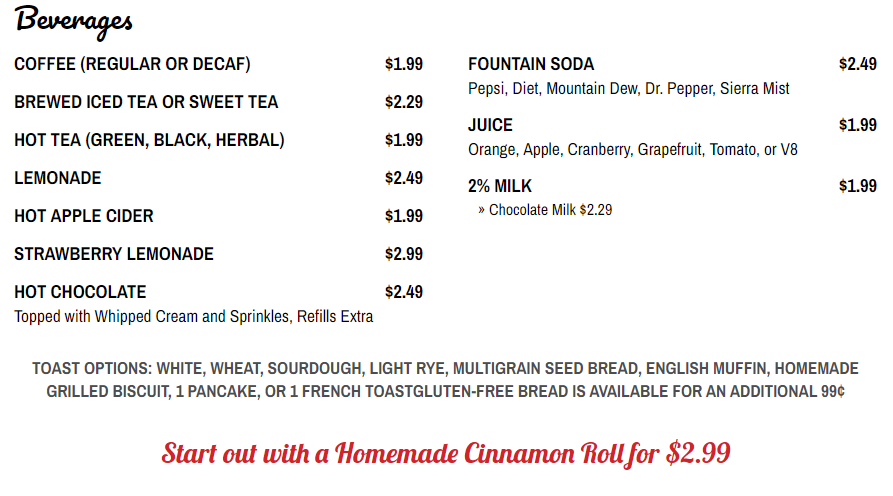 Beverages
COFFEE (REGULAR OR DECAF) $1.99
BREWED ICED TEA OR SWEET TEA $2.29
HOT TEA (GREEN, BLACK, HERBAL) $1.99
LEMONADE $2.49
HOT APPLE CIDER $1.99
STRAWBERRY LEMONADE $2.99
HOT CHOCOLATE $2.49
Topped with Whipped Cream and Sprinkles, Refills Extra
FOUNTAIN SODA $2.49
Pepsi, Diet, Mountain Dew, Dr. Pepper, Sierra Mist
JUICE $1.99
Orange, Apple, Cranberry, Grapefruit, Tomato, or V8
2% MILK $1.99
» Chocolate Milk $2.29
TOAST OPTIONS: WHITE, WHEAT, SOURDOUGH, LIGHT RYE, MULTIGRAIN SEED BREAD, ENGLISH MUFFIN, HOMEMADE
GRILLED BISCUIT, 1 PANCAKE, OR 1 FRENCH TOASTGLUTEN-FREE BREAD IS AVAILABLE FOR AN ADDITIONAL 99¢
Start out with a Homemade Cinnamon Roll for $2.99